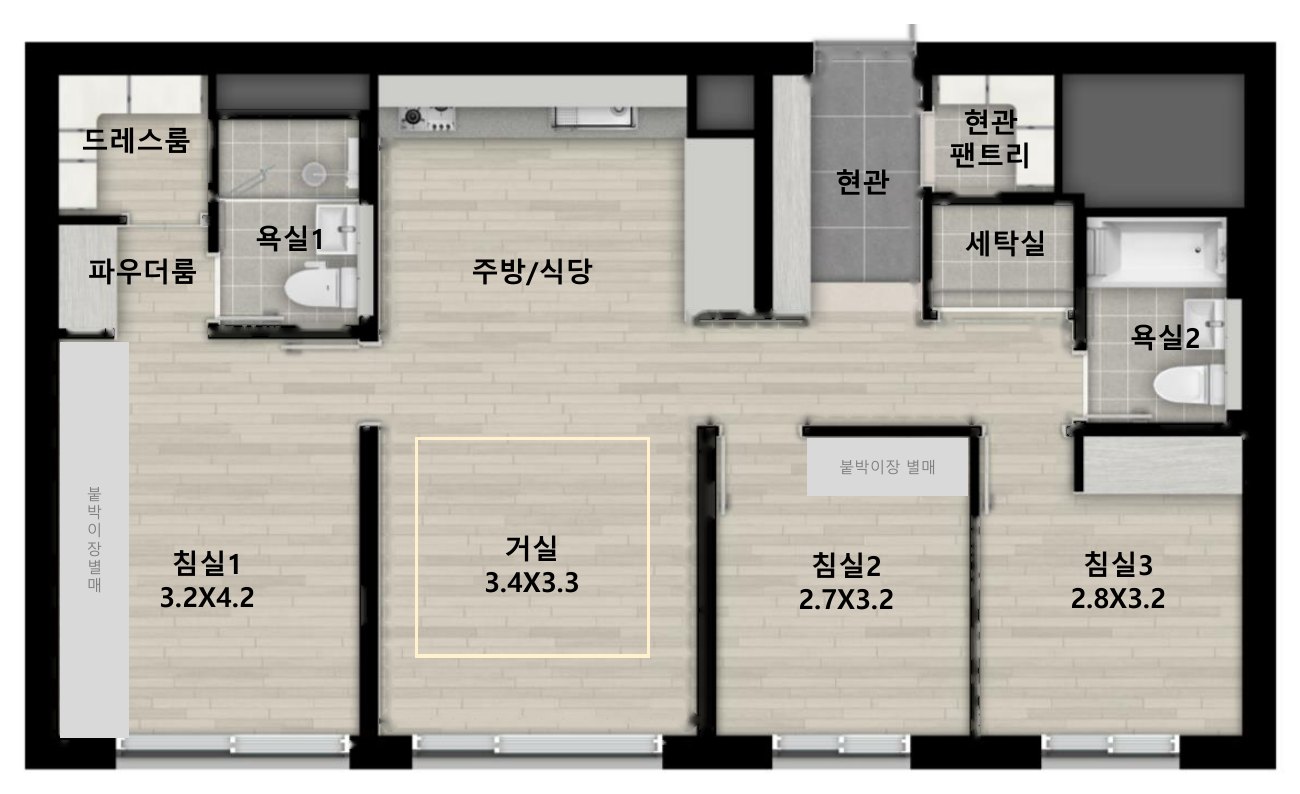 드레스룸
욕실1
파우더룸
주방/식당
현관
현관
팬트리
세탁실
욕실2
붙박이장별매
침실1
3.2X4.2
거실
3.4X3.3
붙박이장 별매
침실2
2.7X3.2
침실3
2.8X3.2